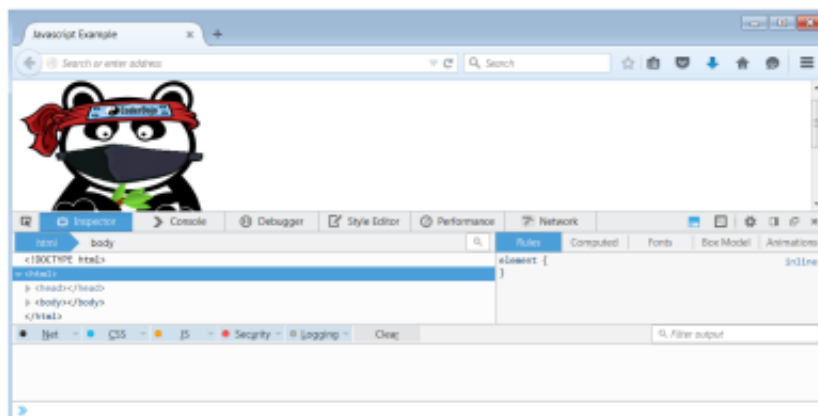 Javascript Example
Search or enter address
Search
CoderDojo
Inspector Console Debugger Style Editor Performance Network
html body
Rules Computed Fonts Box Model Animations
<!DOCTYPE html>
<html>
<head></head>
<body></body>
</html>
element {
inline
}
Net CSS JS Security Logging Clear
Filter output